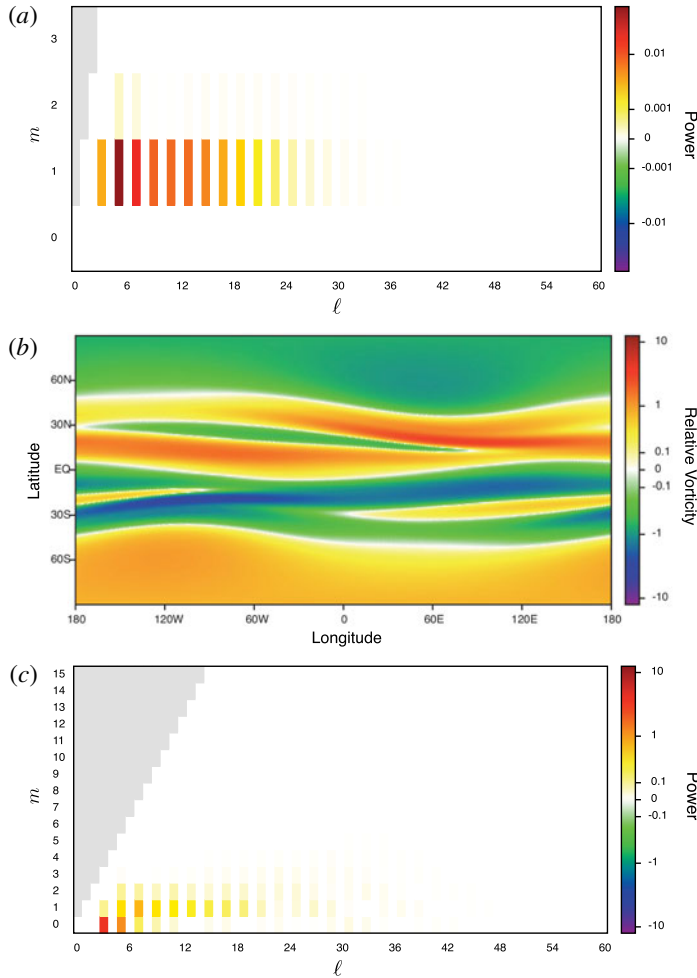 (a)
3
2
1
0
m
0 6 12 18 24 30 36 42 48 54 60
ℓ
0.01
0.001
0
-0.001
-0.01
Power
(b)
60N
30N
EQ
30S
60S
Latitude
180 120W 60W 0 60E 120E 180
Longitude
10
1
0.1
0
-0.1
-1
-10
Relative Vorticity
(c)
15
14
13
12
11
10
9
8
7
6
5
4
3
2
1
0
m
0 6 12 18 24 30 36 42 48 54 60
ℓ
10
1
0.1
0
-0.1
-1
-10
Power